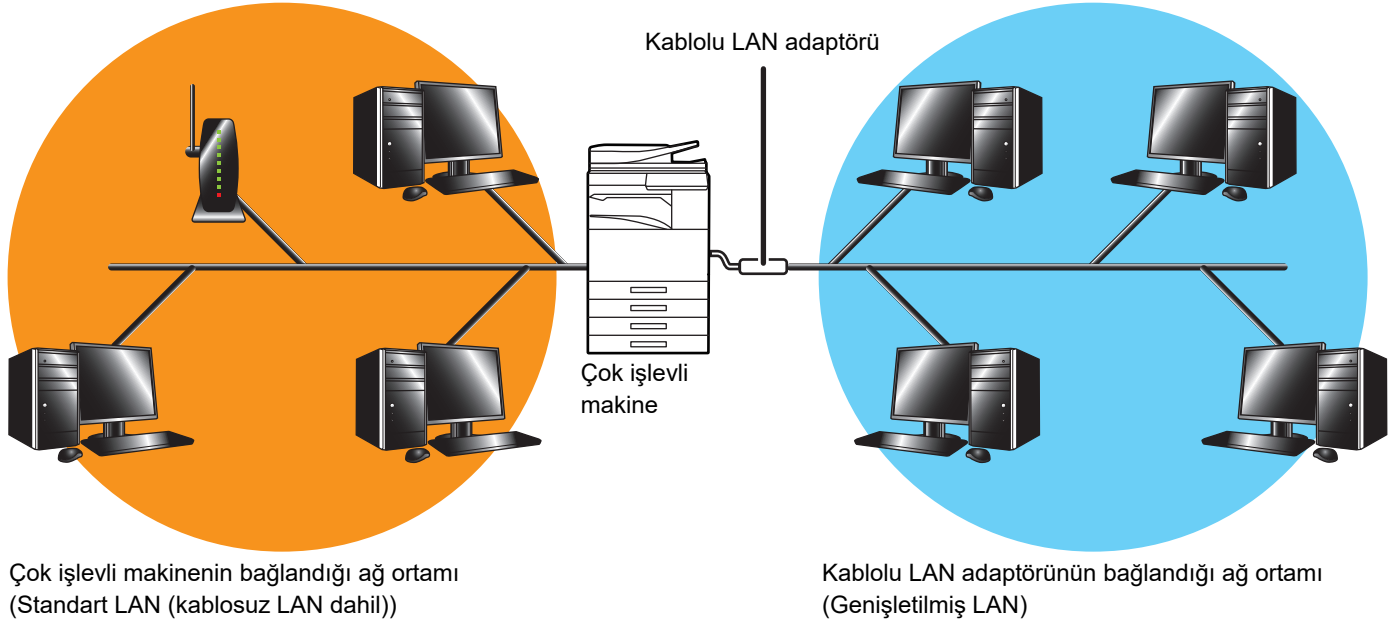 Kablolu LAN adaptörü
Çok işlevli
makine
Çok işlevli makinenin bağlandığı ağ ortamı
(Standart LAN (kablosuz LAN dahil))
Kablolu LAN adaptörünün bağlandığı ağ ortamı
(Genişletilmiş LAN)